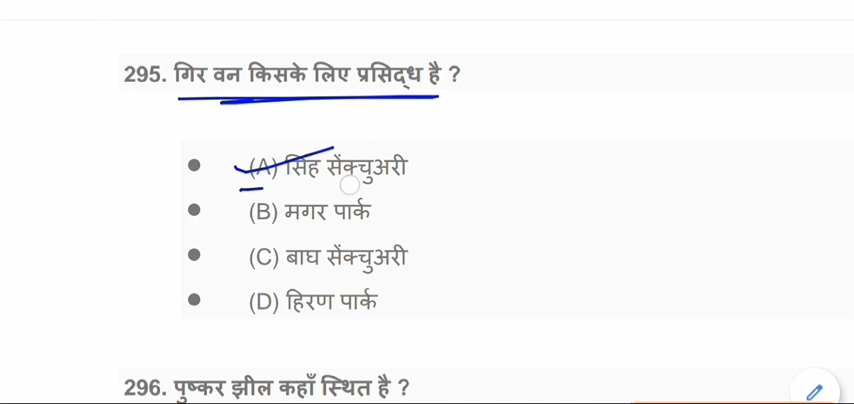 295. गिर वन किसके लिए प्रसिद्ध है ?
(A) सिंह सेंक्चुअरी
(B) मगर पार्क
(C) बाघ सेंक्चुअरी
(D) हिरण पार्क
296. पुष्कर झील कहाँ स्थित है ?